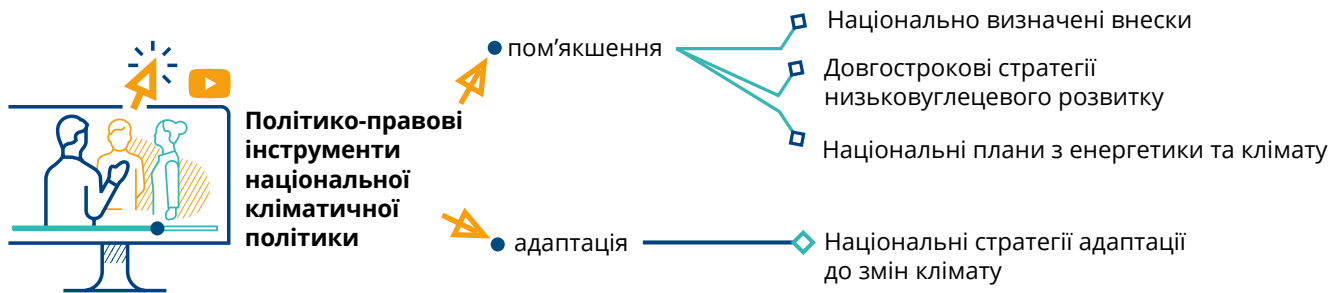 Політико-правові
інструменти
національної
кліматичної
політики
пом’якшення
Національно визначені внески
Довгострокові стратегії
низьковуглецевого розвитку
Національні плани з енергетики та клімату
адаптація
Національні стратегії адаптації
до змін клімату